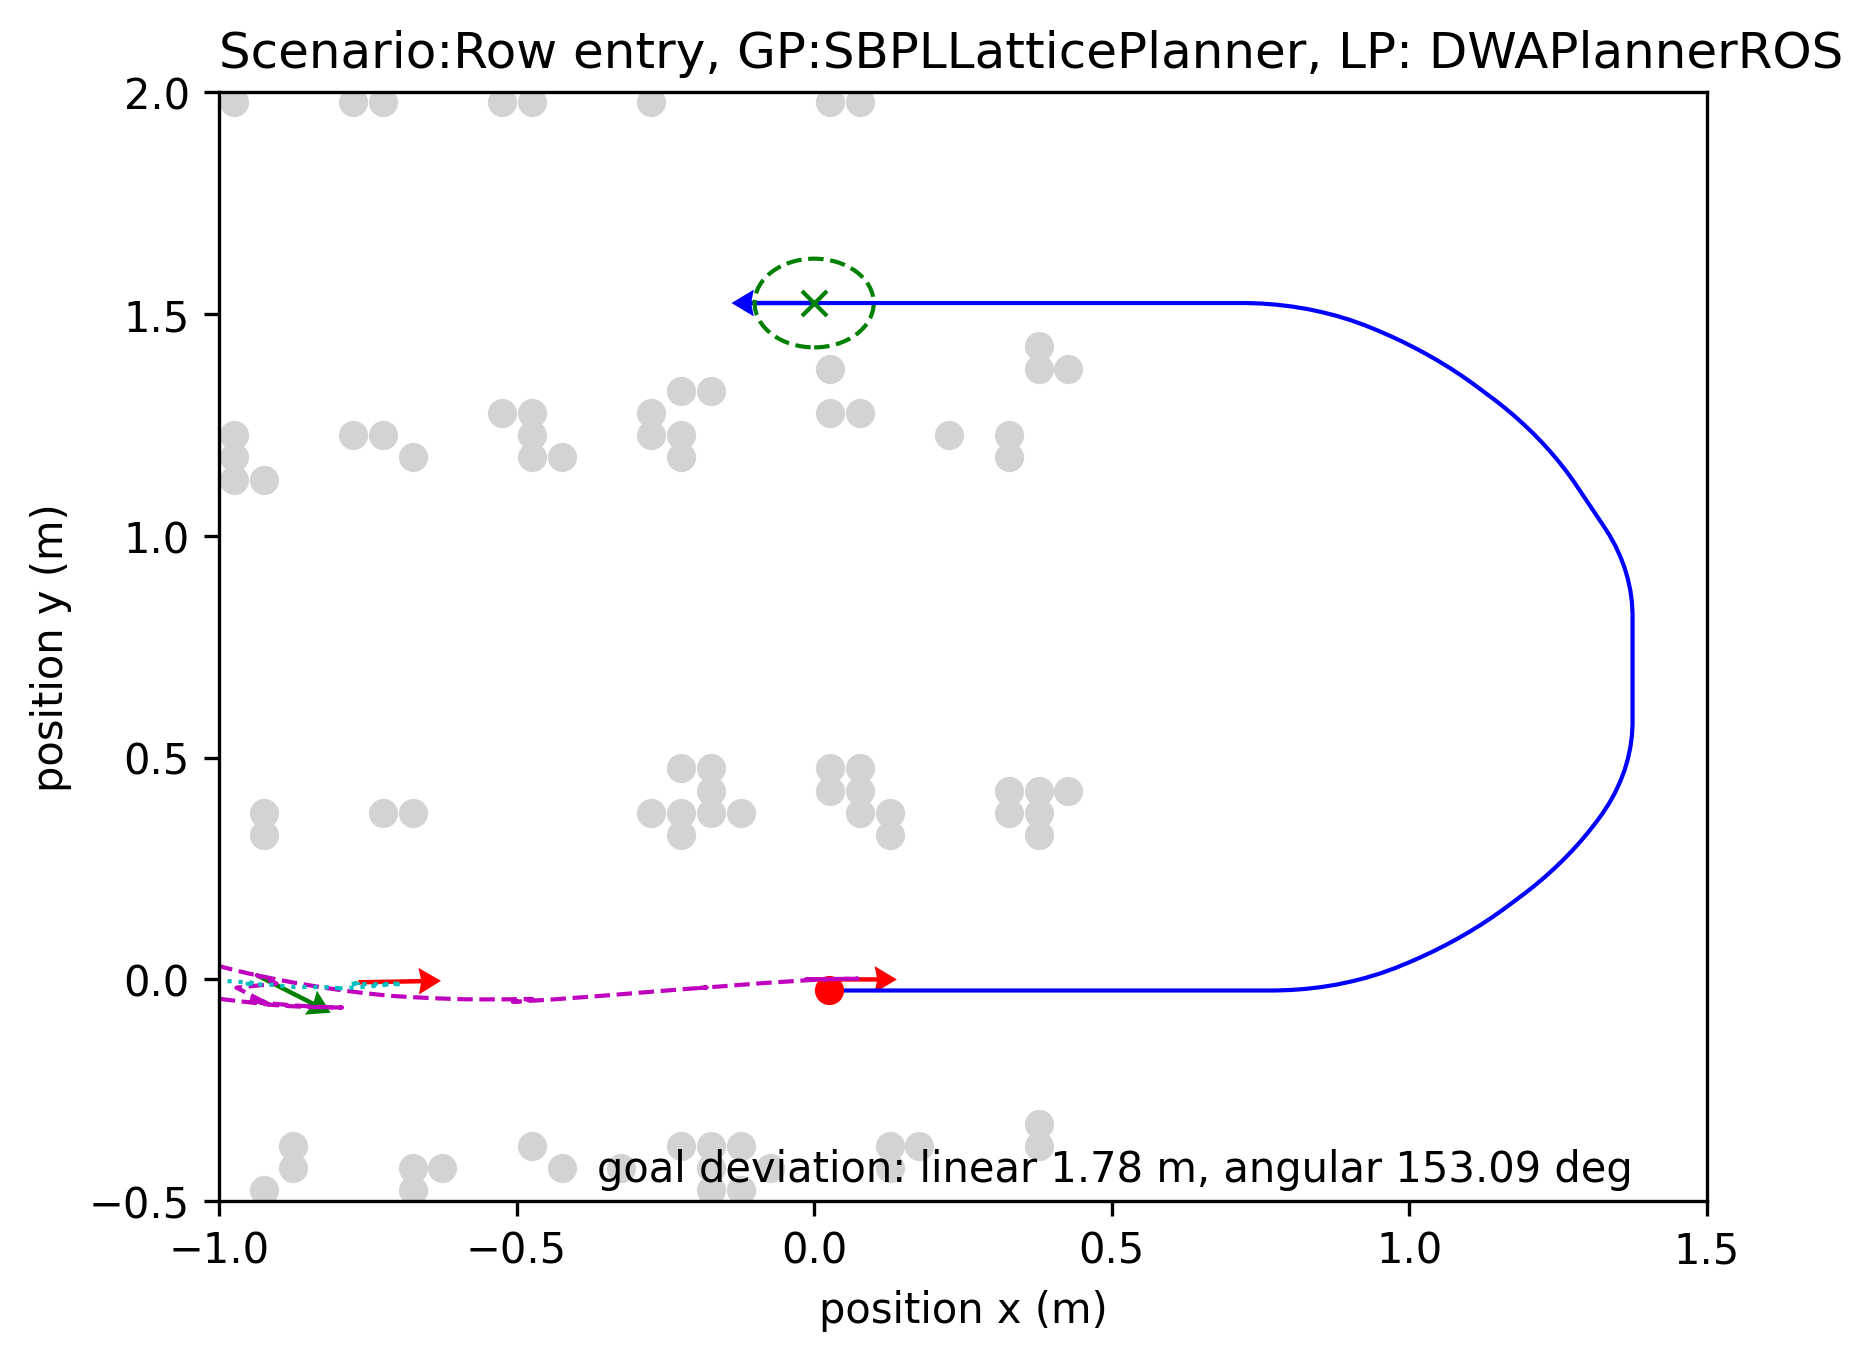 Scenario:Row entry, GP:SBPLLatticePlanner, LP: DWAPlannerROS
2.0
1.5
1.0
0.5
0.0
−0.5
position y (m)
goal deviation: linear 1.78 m, angular 153.09 deg
−1.0 −0.5 0.0 0.5 1.0 1.5
position x (m)